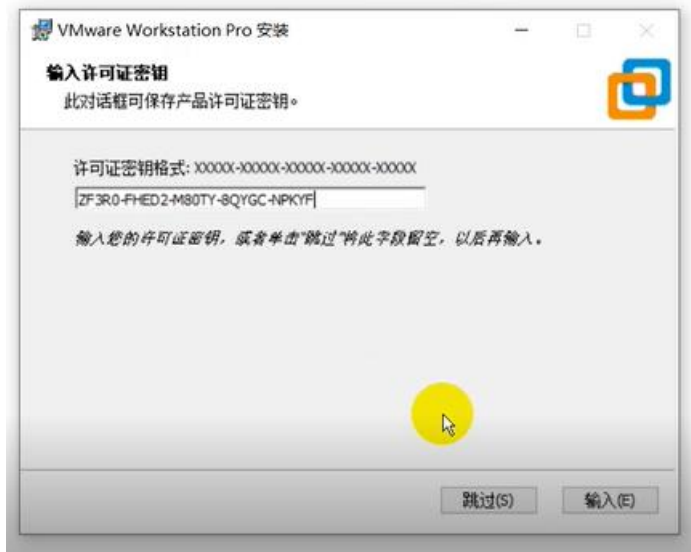 VMware Workstation Pro 安装
输入许可证密钥
此对话框可保存产品许可证密钥。
许可证密钥格式: XXXXX-XXXXX-XXXXX-XXXXX-XXXXX
ZF3R0-FHED2-M80TY-8QYGC-NPKYF
输入您的许可证密钥，或者单击“跳过”将此字段留空，以后再输入。
跳过(S)
输入(E)